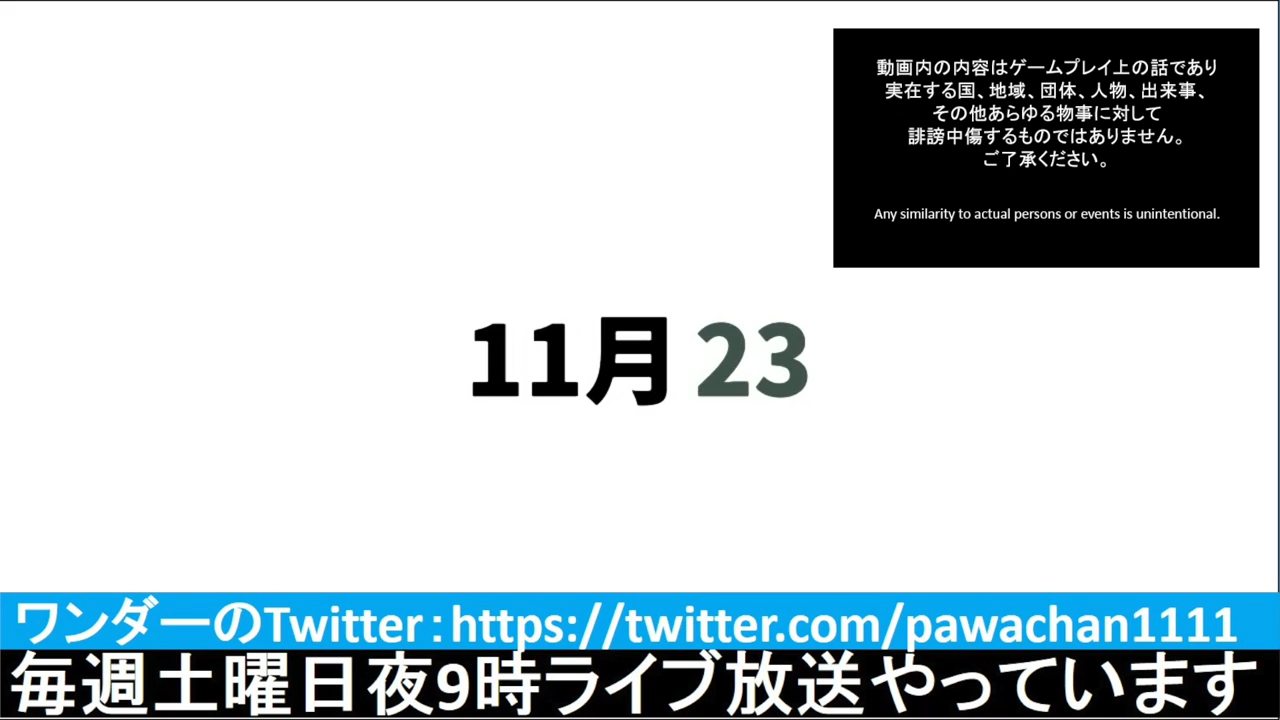 動画内の内容はゲームプレイ上の話であり
実在する国、地域、団体、人物、出来事、
その他あらゆる物事に対して
誹謗中傷するものではありません。
ご了承ください。
Any similarity to actual persons or events is unintentional.
11月 23
ワンダーのTwitter：https://twitter.com/pawachan1111
毎週土曜日夜9時ライブ放送やっています